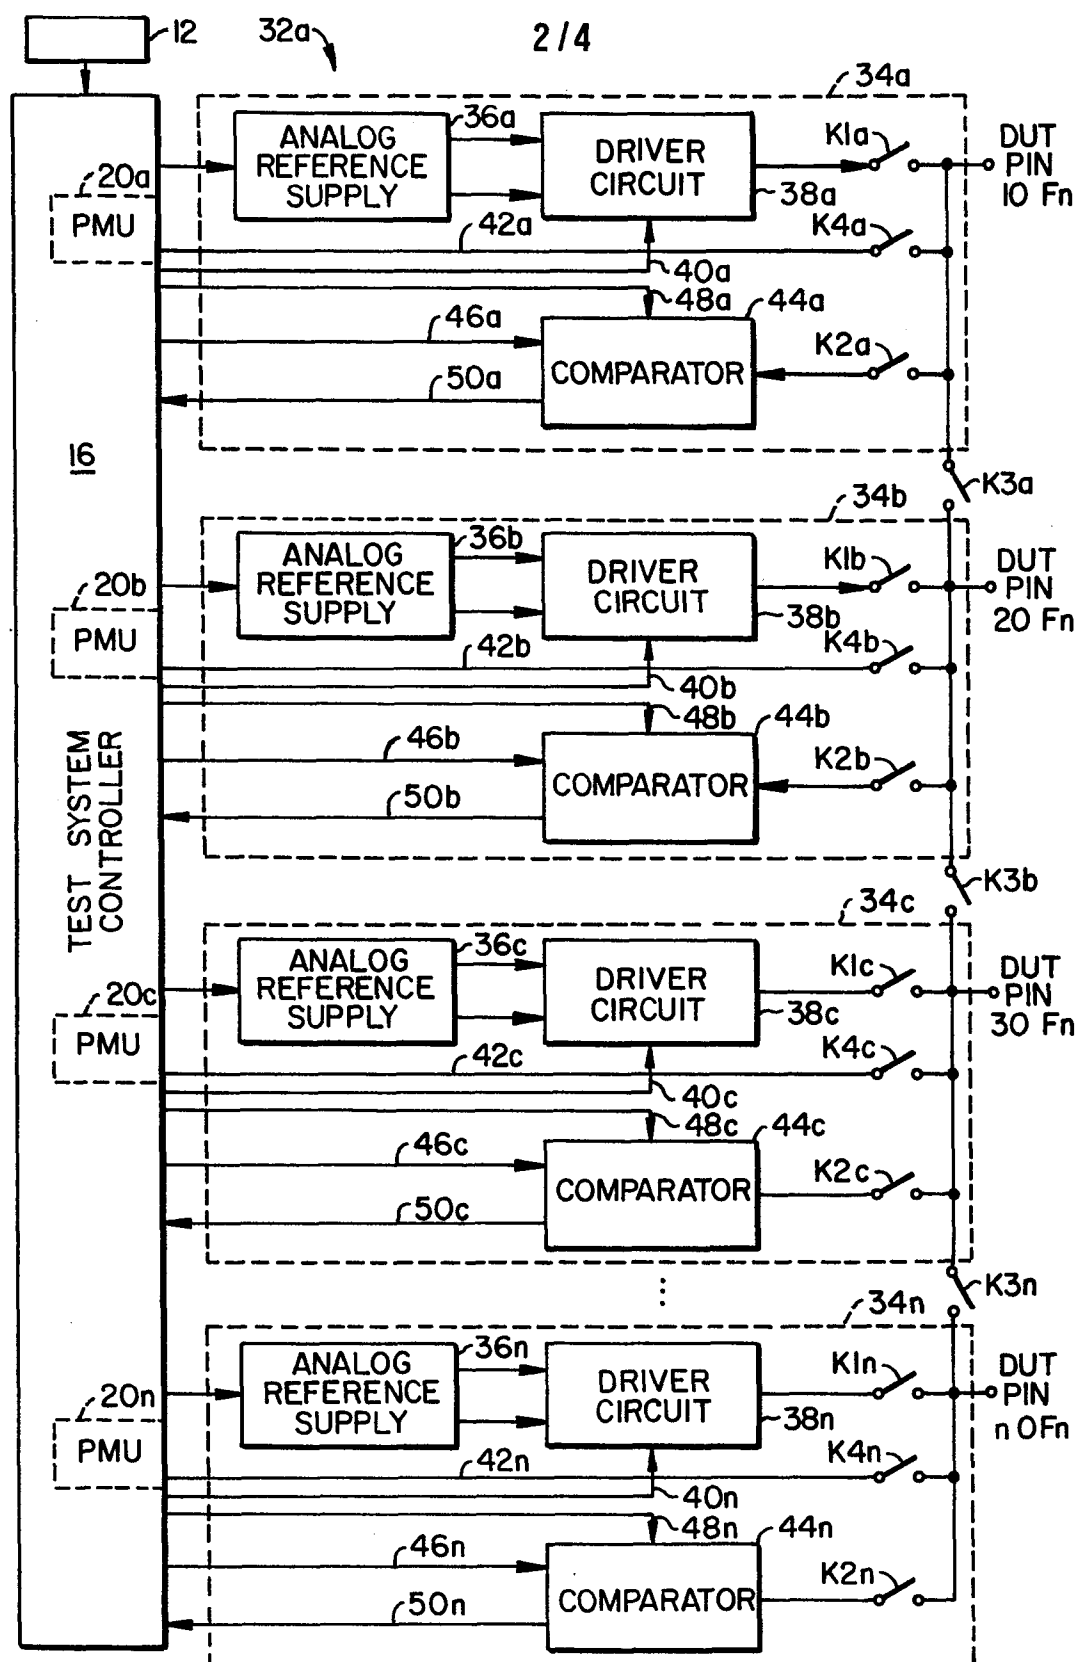 12
32a
2/4
34a
36a
ANALOG
REFERENCE
SUPPLY
DRIVER
CIRCUIT
38a
K1a
DUT
PIN
10 Fn
20a
PMU
42a
K4a
40a
48a
44a
46a
COMPARATOR
K2a
50a
16
K3a
34b
36b
ANALOG
REFERENCE
SUPPLY
DRIVER
CIRCUIT
38b
K1b
DUT
PIN
20 Fn
20b
PMU
42b
K4b
40b
48b
44b
46b
COMPARATOR
K2b
50b
TEST SYSTEM
CONTROLLER
K3b
34c
36c
ANALOG
REFERENCE
SUPPLY
DRIVER
CIRCUIT
38c
K1c
DUT
PIN
30 Fn
20c
PMU
42c
K4c
40c
48c
44c
46c
COMPARATOR
K2c
50c
K3n
34n
36n
ANALOG
REFERENCE
SUPPLY
DRIVER
CIRCUIT
38n
K1n
DUT
PIN
n 0Fn
20n
PMU
42n
K4n
40n
48n
44n
46n
COMPARATOR
K2n
50n